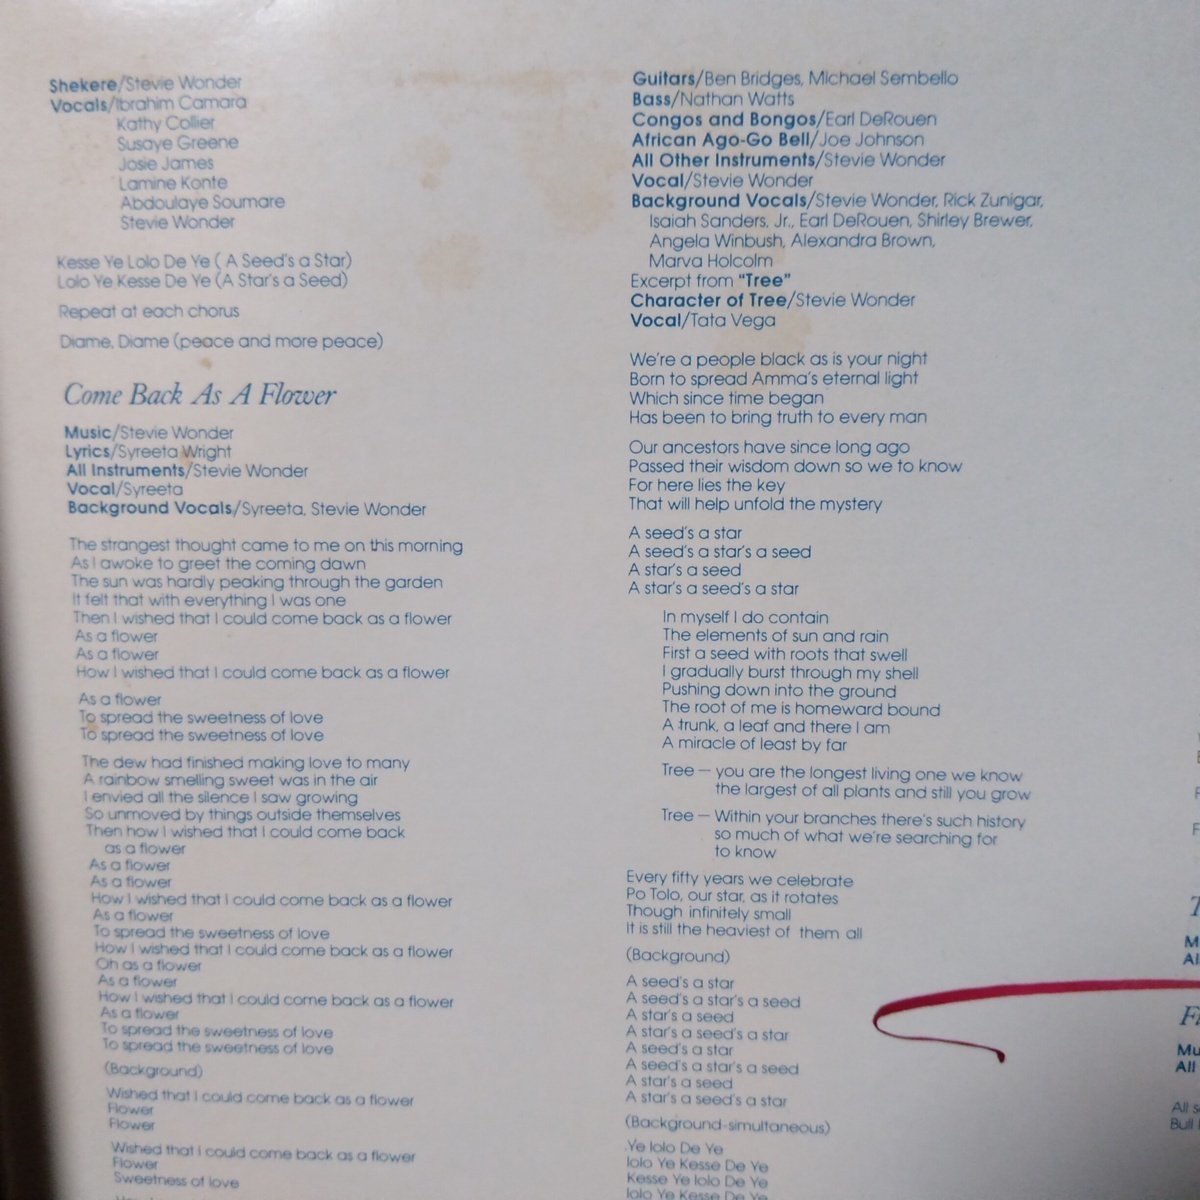 Shekere/Stevie Wonder
Vocals/Ibrahim Camara
Kathy Collier
Susaye Greene
Josie James
Lamine Konte
Abdoulaye Soumare
Stevie Wonder
Kesse Ye Lolo De Ye ( A Seed's a Star)
Lolo Ye Kesse De Ye (A Star's a Seed)
Repeat at each chorus
Diame, Diame (peace and more peace)
Come Back As A Flower
Music/Stevie Wonder
Lyrics/Syreeta Wright
All Instruments/Stevie Wonder
Vocal/Syreeta
Background Vocals/Syreeta, Stevie Wonder
The strangest thought came to me on this morning
As I awoke to greet the coming dawn
The sun was hardly peaking through the garden
It felt that with everything I was one
Then I wished that I could come back as a flower
As a flower
As a flower
How I wished that I could come back as a flower
As a flower
To spread the sweetness of love
To spread the sweetness of love
The dew had finished making love to many
A rainbow smelling sweet was in the air
I envied all the silence I saw growing
So unmoved by things outside themselves
Then how I wished that I could come back
as a flower
As a flower
As a flower
How I wished that I could come back as a flower
As a flower
To spread the sweetness of love
How I wished that I could come back as a flower
Oh as a flower
As a flower
How I wished that I could come back as a flower
As a flower
To spread the sweetness of love
To spread the sweetness of love
(Background)
Wished that I could come back as a flower
Flower
Flower
Wished that I could come back as a flower
Flower
Sweetness of love
Guitars/Ben Bridges, Michael Sembello
Bass/Nathan Watts
Congos and Bongos/Earl DeRouen
African Ago-Go Bell/Joe Johnson
All Other Instruments/Stevie Wonder
Vocal/Stevie Wonder
Background Vocals/Stevie Wonder, Rick Zunigar,
Isaiah Sanders, Jr., Earl DeRouen, Shirley Brewer,
Angela Winbush, Alexandra Brown,
Marva Holcolm
Excerpt from "Tree"
Character of Tree/Stevie Wonder
Vocal/Tata Vega
We're a people black as is your night
Born to spread Amma's eternal light
Which since time began
Has been to bring truth to every man
Our ancestors have since long ago
Passed their wisdom down so we to know
For here lies the key
That will help unfold the mystery
A seed's a star
A seed's a star's a seed
A star's a seed
A star's a seed's a star
In myself I do contain
The elements of sun and rain
First a seed with roots that swell
I gradually burst through my shell
Pushing down into the ground
The root of me is homeward bound
A trunk, a leaf and there I am
A miracle of least by far
Tree — you are the longest living one we know
the largest of all plants and still you grow
Tree — Within your branches there's such history
so much of what we're searching for
to know
Every fifty years we celebrate
Po Tolo, our star, as it rotates
Though infinitely small
It is still the heaviest of them all
(Background)
A seed's a star
A seed's a star's a seed
A star's a seed
A star's a seed's a star
A seed's a star
A seed's a star's a seed
A star's a seed
A star's a seed's a star
(Background-simultaneous)
Ye lolo De Ye
lolo Ye Kesse De Ye
Kesse Ye lolo De Ye
lolo Ye Kesse De Ye
All
All